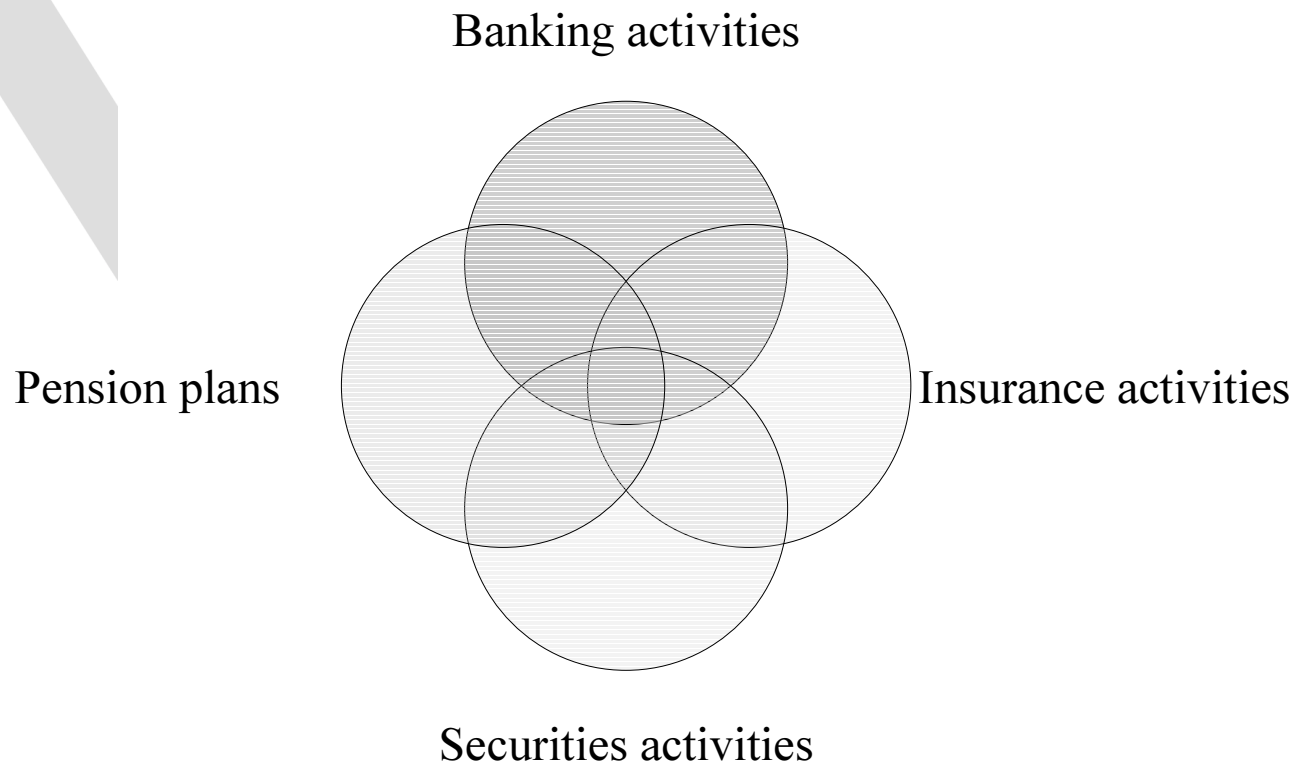 Banking activities
Pension plans
Insurance activities
Securities activities